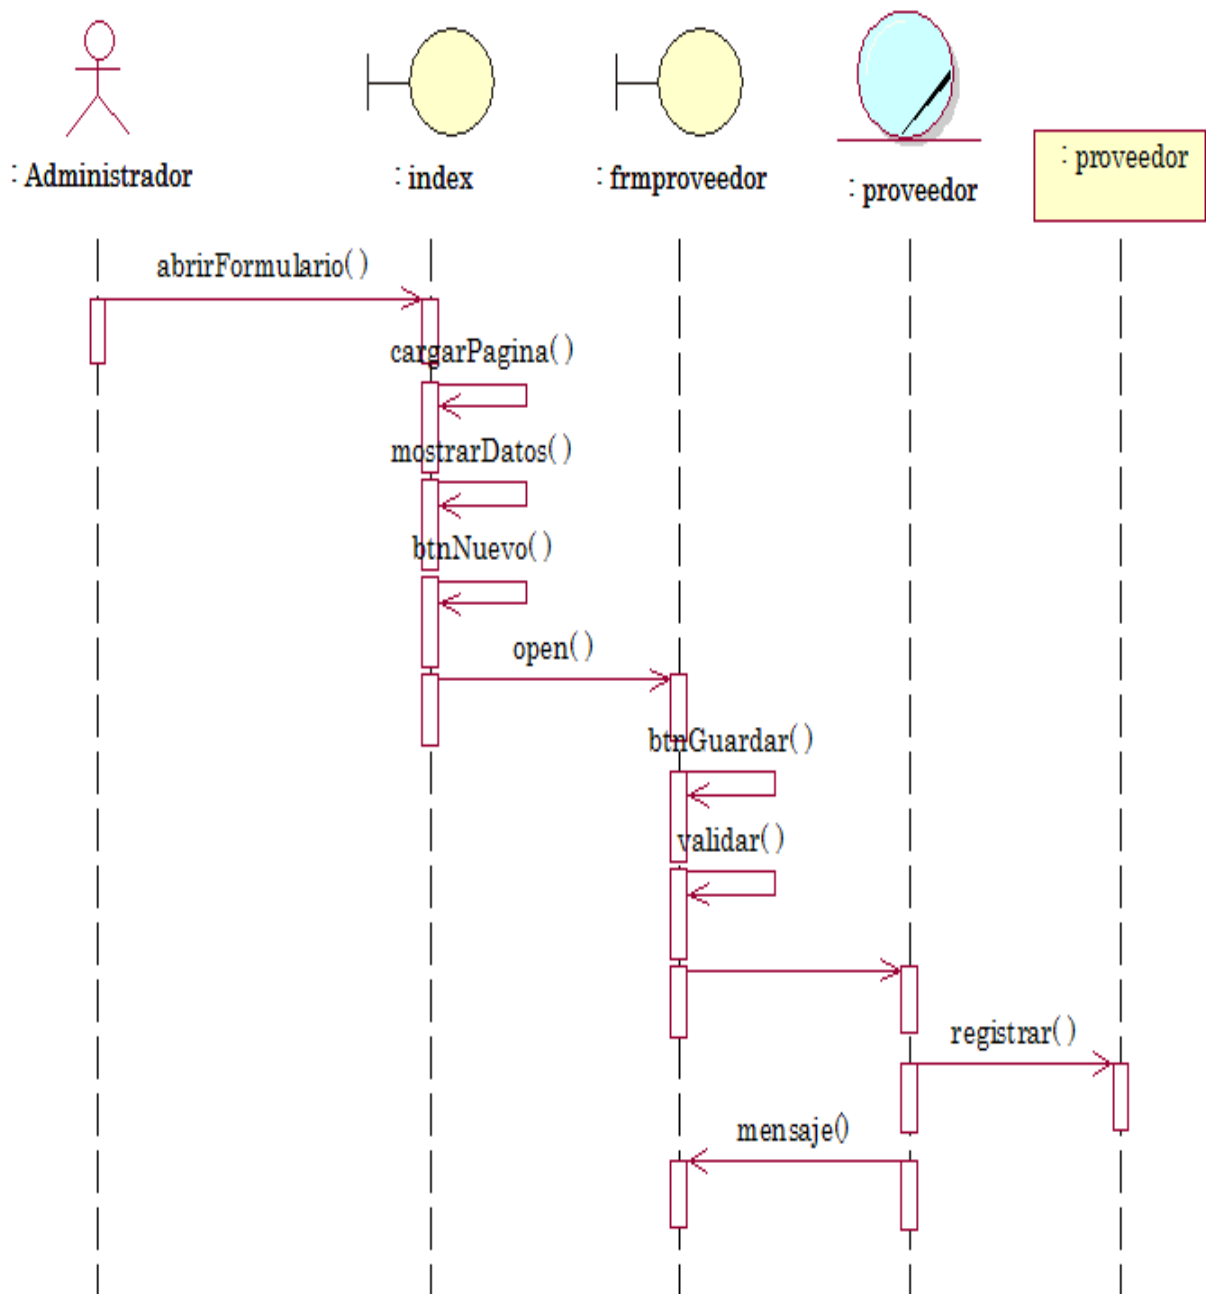 : Administrador
: index
: frmproveedor
: proveedor
: proveedor
abrirFormulario( )
cargarPagina( )
mostrarDatos( )
btnNuevo( )
open( )
btnGuardar( )
validar( )
registrar( )
mensaje()